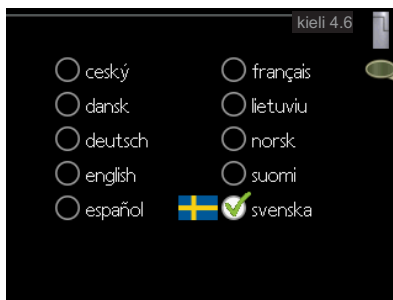 kieli 4.6
ceský
dansk
deutsch
english
español
français
lietuviu
norsk
suomi
svenska